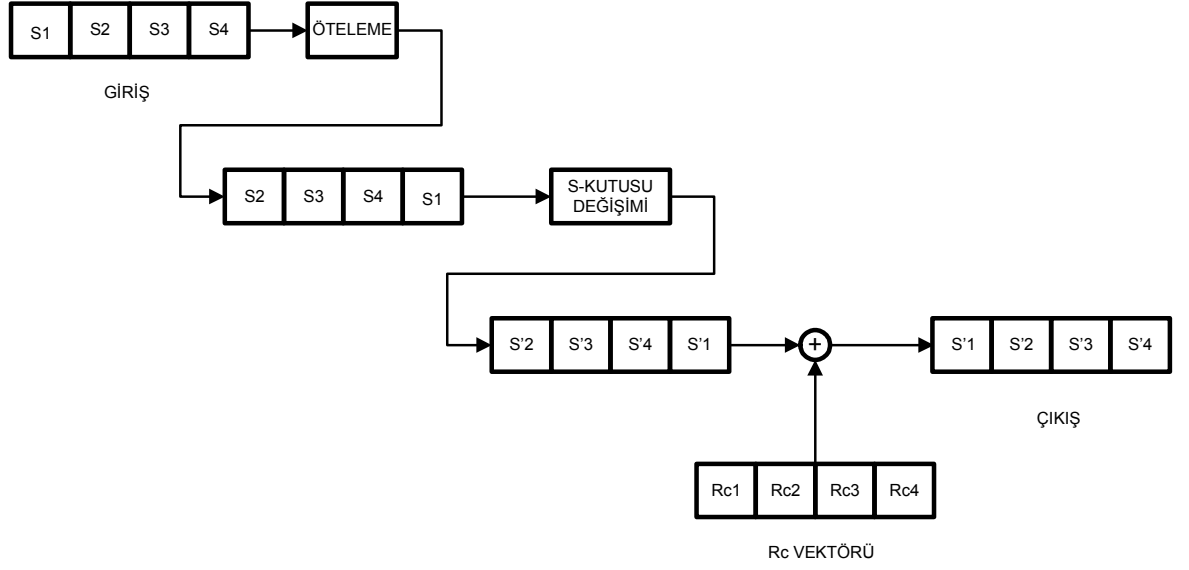 S1 S2 S3 S4 ÖTELEME
GİRİŞ
S2 S3 S4 S1 S-KUTUSU
DEĞİŞİMİ
S'2 S'3 S'4 S'1 + S'1 S'2 S'3 S'4
ÇIKIŞ
Rc1 Rc2 Rc3 Rc4
Rc VEKTÖRÜ